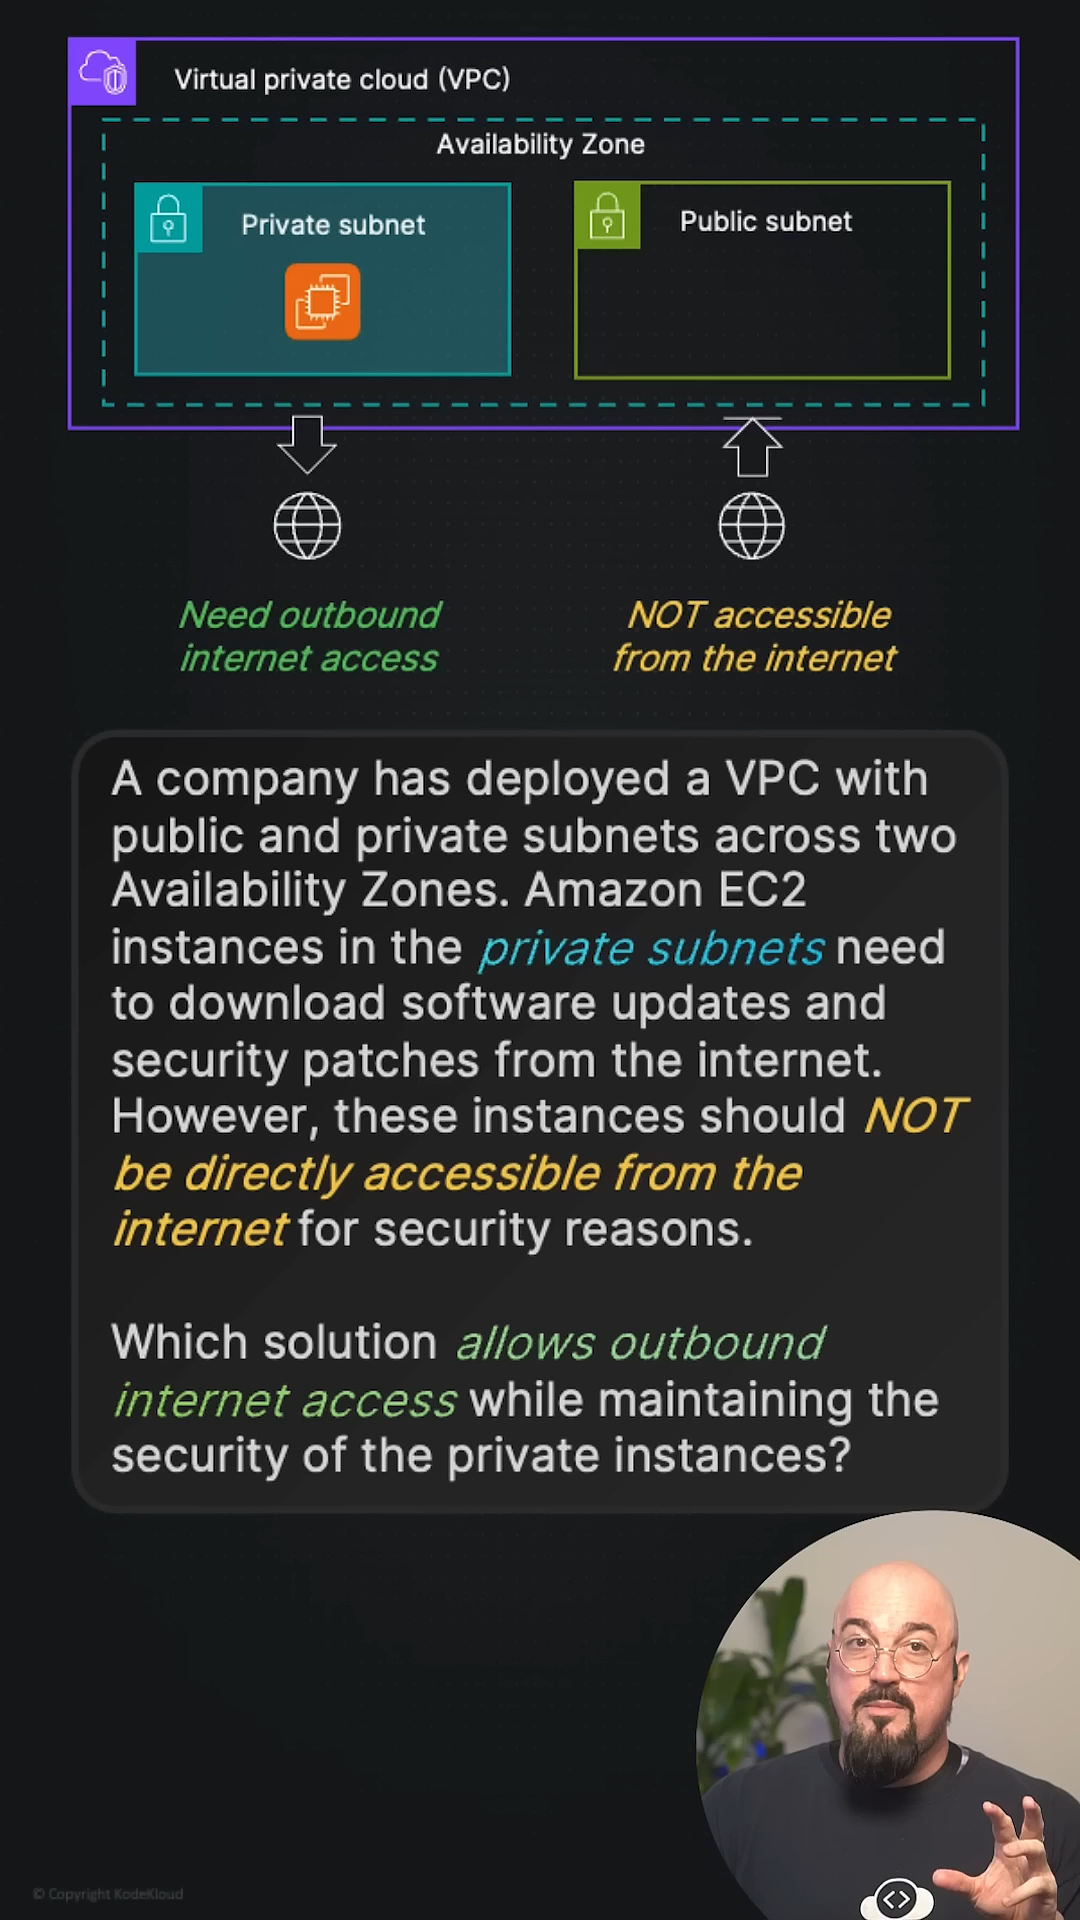 Virtual private cloud (VPC)
Availability Zone
Private subnet
Public subnet
Need outbound
internet access
NOT accessible
from the internet
A company has deployed a VPC with
public and private subnets across two
Availability Zones. Amazon EC2
instances in the private subnets need
to download software updates and
security patches from the internet.
However, these instances should NOT
be directly accessible from the
internet for security reasons.
Which solution allows outbound
internet access while maintaining the
security of the private instances?
© Copyright KodeKloud